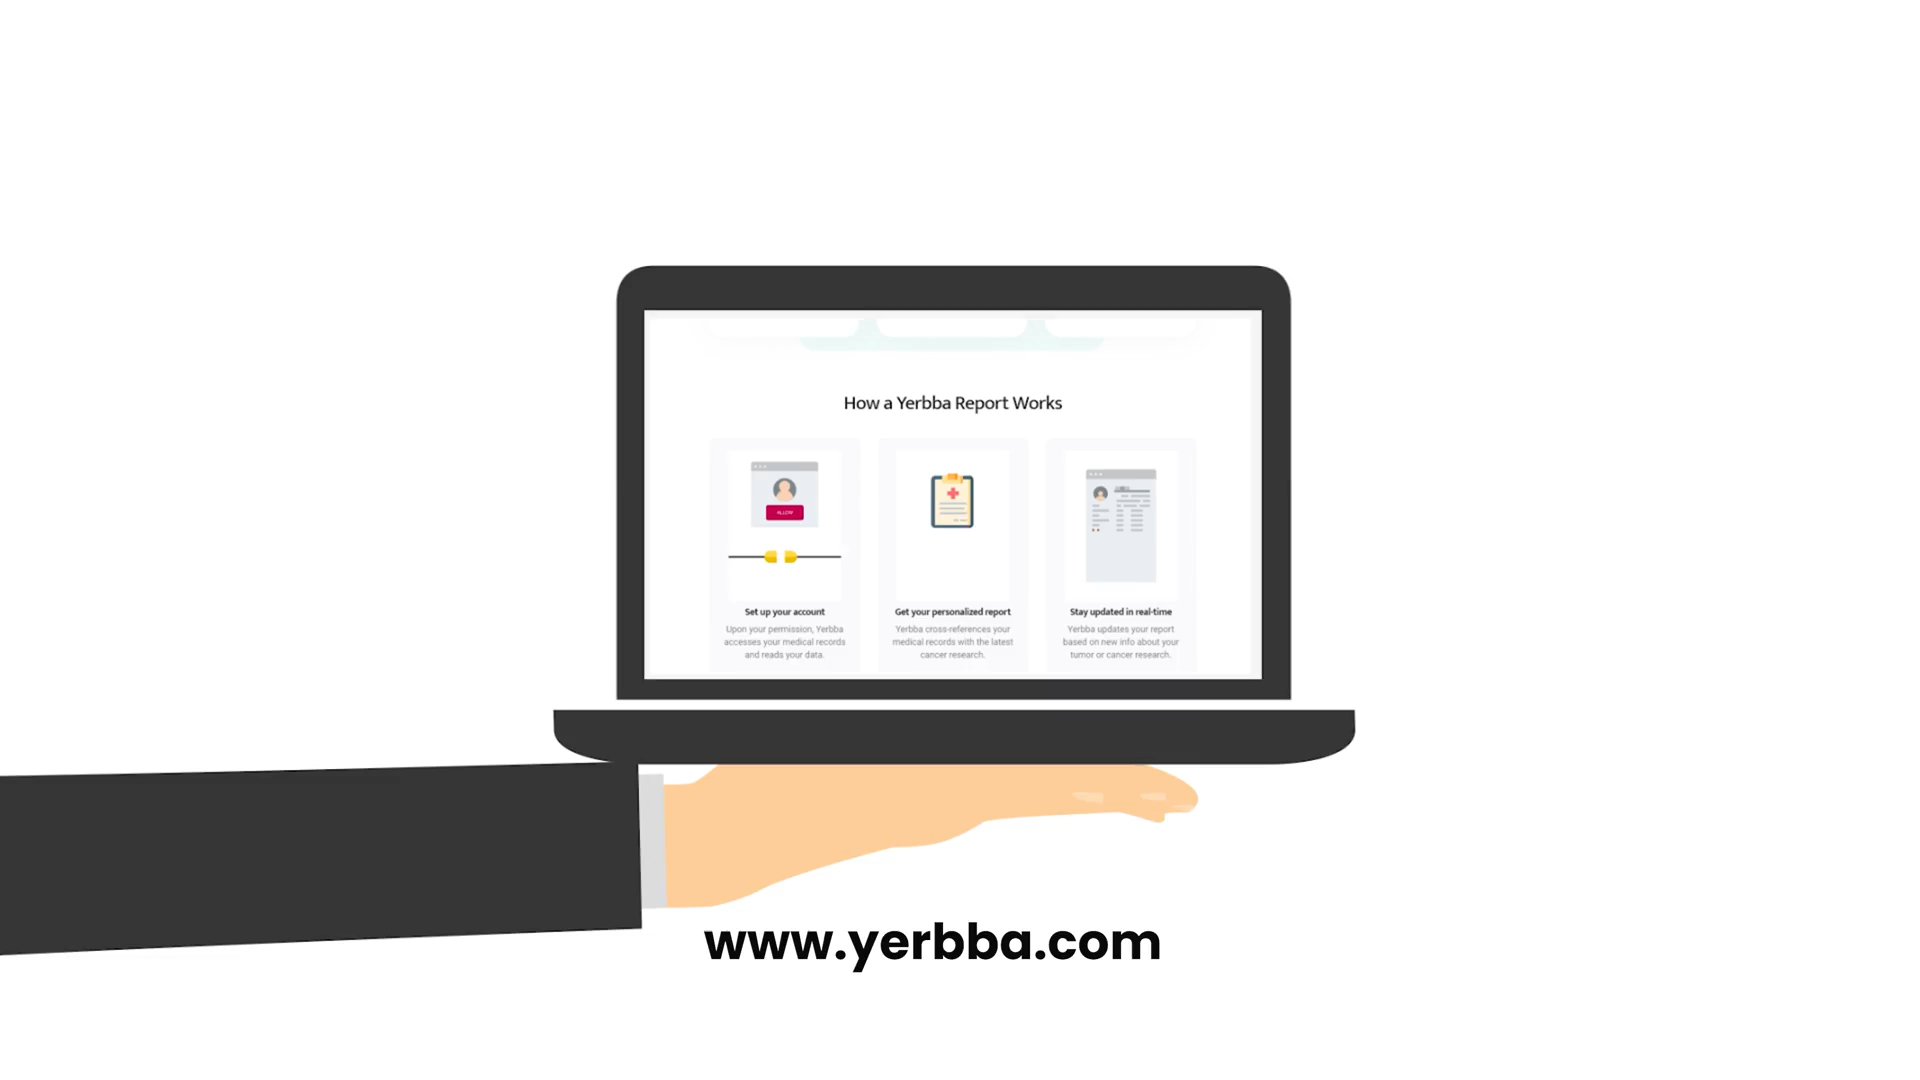 How a Yerbba Report Works
ALLOW
Set up your account
Upon your permission, Yerbba
accesses your medical records
and reads your data.
Get your personalized report
Yerbba cross-references your
medical records with the latest
cancer research.
Stay updated in real-time
Yerbba updates your report
based on new info about your
tumor or cancer research.
www.yerbba.com